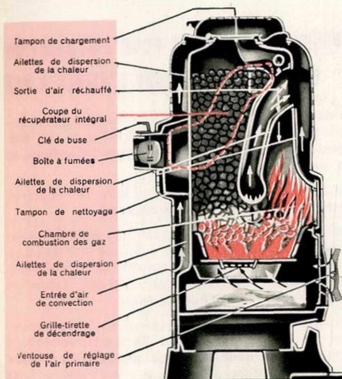 Tampon de chargement
Ailettes de dispersion
de la chaleur
Sortie d'air réchauffé
Coupe du
récupérateur intégral
Clé de buse
Boîte à fumées
Ailettes de dispersion
de la chaleur
Tampon de nettoyage
Chambre de
combustion des gaz
Ailettes de dispersion
de la chaleur
Entrée d'air
de convection
Grille-tirette
de décendrage
Ventouse de réglage
de l'air primaire